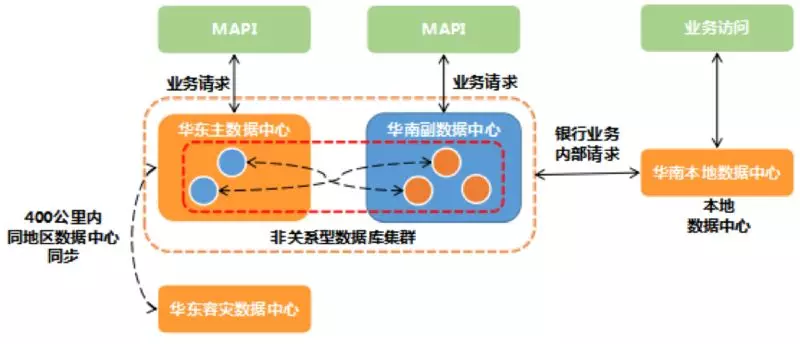 MAPI
MAPI
业务访问
业务请求
业务请求
华东主数据中心
华南副数据中心
银行业务
内部请求
华南本地数据中心
本地
数据中心
400公里内
同地区数据中心
同步
非关系型数据库集群
华东容灾数据中心